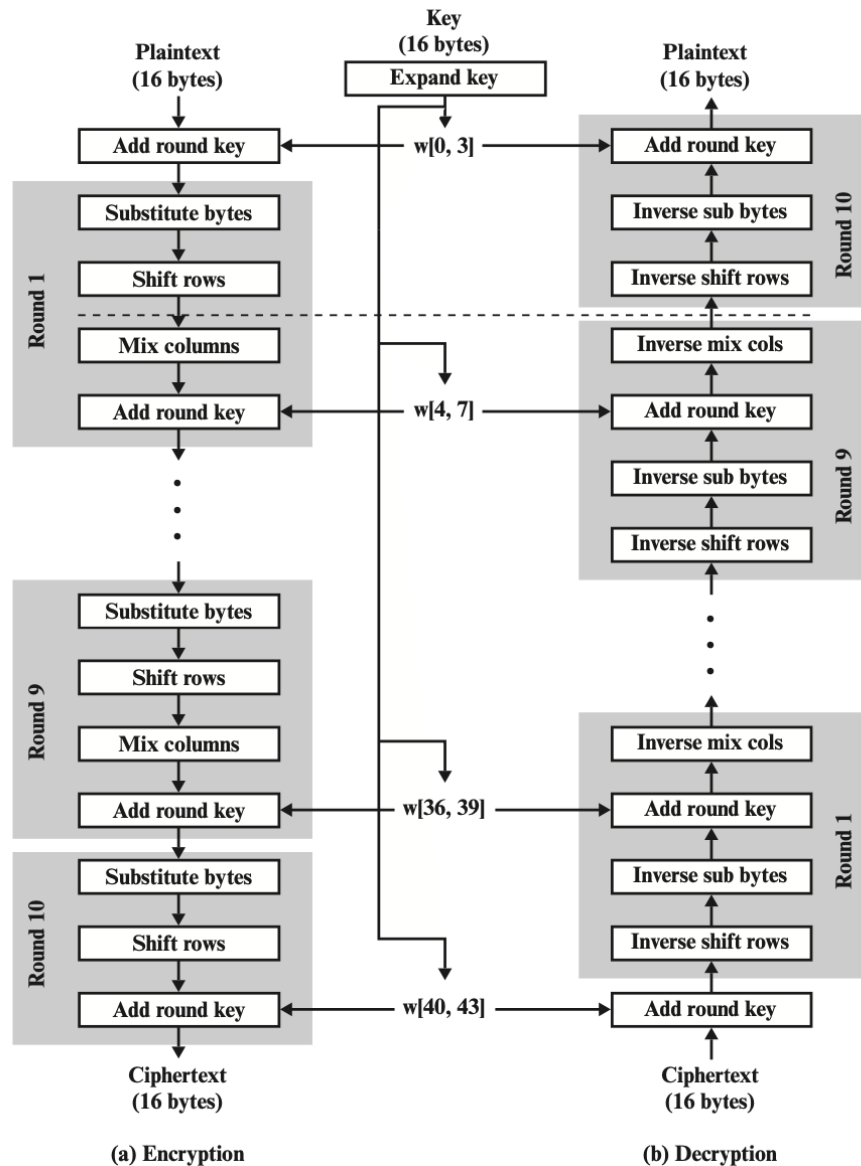 Key
(16 bytes)
Expand key
Plaintext
(16 bytes)
Add round key
Round 1
Substitute bytes
Shift rows
Mix columns
Add round key
Round 9
Substitute bytes
Shift rows
Mix columns
Add round key
Round 10
Substitute bytes
Shift rows
Add round key
Ciphertext
(16 bytes)
(a) Encryption
w[0, 3]
w[4, 7]
w[36, 39]
w[40, 43]
Plaintext
(16 bytes)
Add round key
Inverse sub bytes
Inverse shift rows
Round 10
Inverse mix cols
Add round key
Inverse sub bytes
Inverse shift rows
Round 9
Inverse mix cols
Add round key
Inverse sub bytes
Inverse shift rows
Round 1
Add round key
Ciphertext
(16 bytes)
(b) Decryption